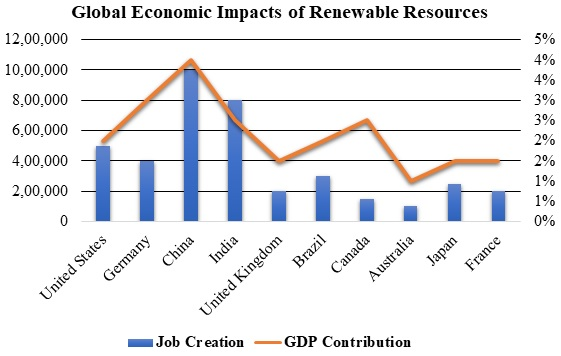 Global Economic Impacts of Renewable Resources
12,00,000
10,00,000
8,00,000
6,00,000
4,00,000
2,00,000
0
5%
4%
4%
3%
3%
2%
2%
1%
1%
0%
United States
Germany
China
India
United Kingdom
Brazil
Canada
Australia
Japan
France
Job Creation
GDP Contribution